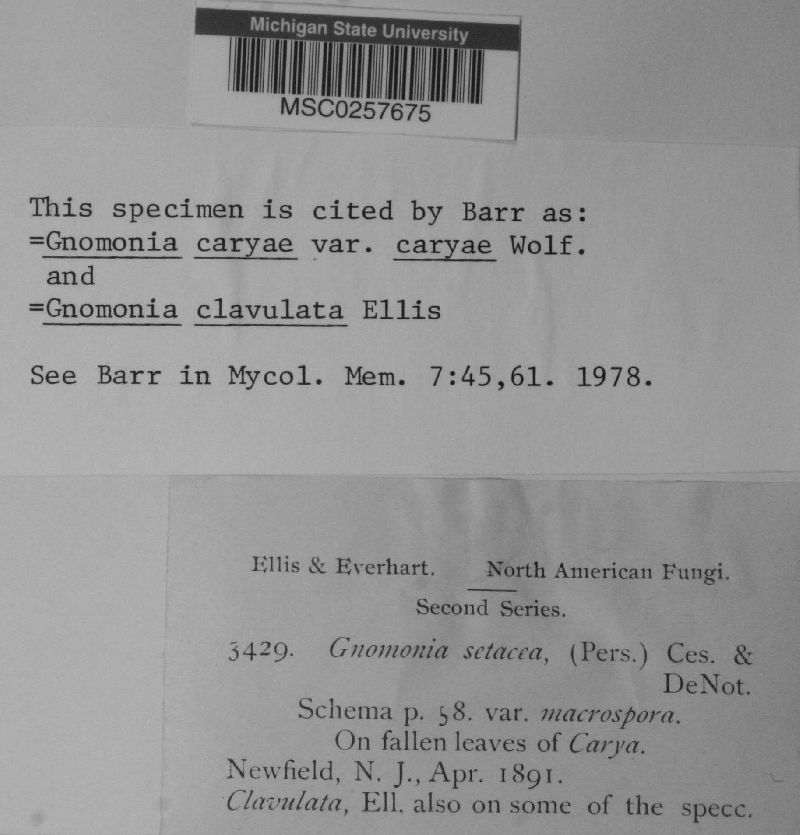 Michigan State University
MSC0257675
This specimen is cited by Barr as:
=Gnomonia caryae var. caryae Wolf.
and
=Gnomonia clavulata Ellis
See Barr in Mycol. Mem. 7:45,61. 1978.
Ellis & Everhart. North American Fungi.
Second Series.
3429. Gnomonia setacea, (Pers.) Ces. &
DeNot.
Schema p. 58. var. macrospora.
On fallen leaves of Carya.
Newfield, N. J., Apr. 1891.
Clavulata, Ell. also on some of the specc.